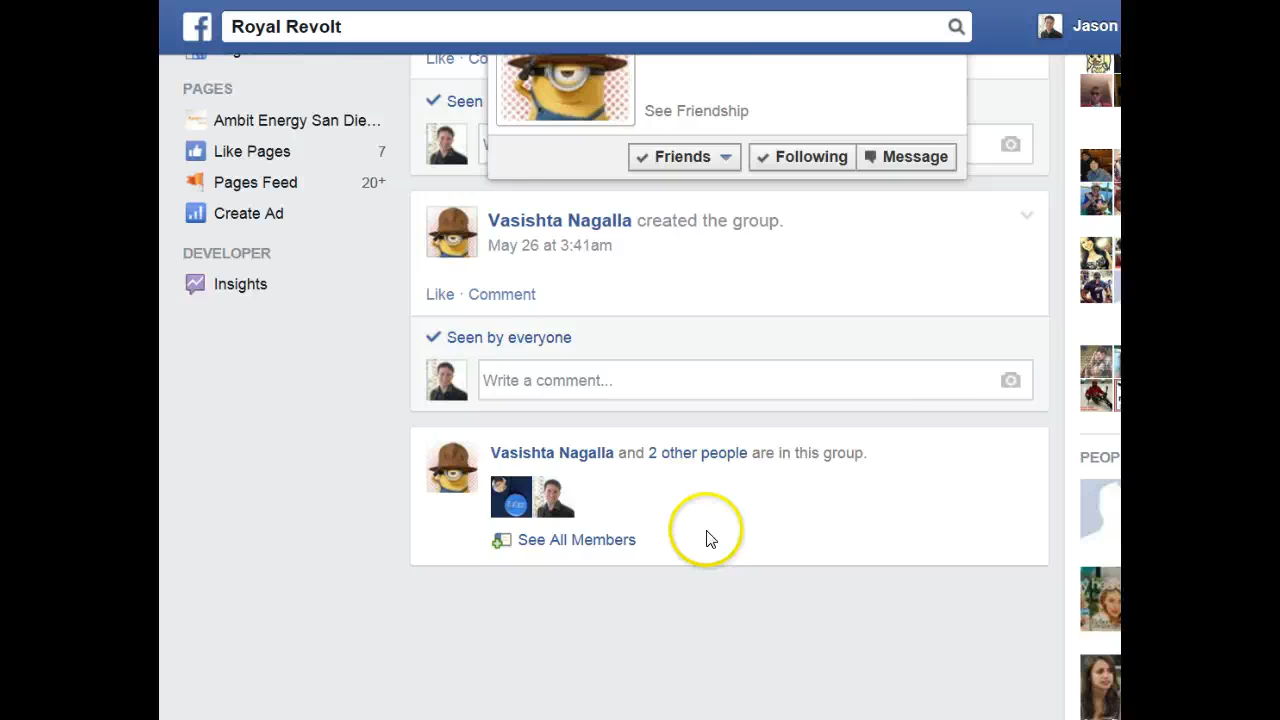 Royal Revolt
Jason
Like · Co
See Friendship
PAGES
Seen
Ambit Energy San Die...
Like Pages 7
Friends
Following
Message
Pages Feed 20+
Create Ad
Vasishta Nagalla created the group.
May 26 at 3:41am
DEVELOPER
Insights
Like · Comment
Seen by everyone
Write a comment...
Vasishta Nagalla and 2 other people are in this group.
PEOP
See All Members